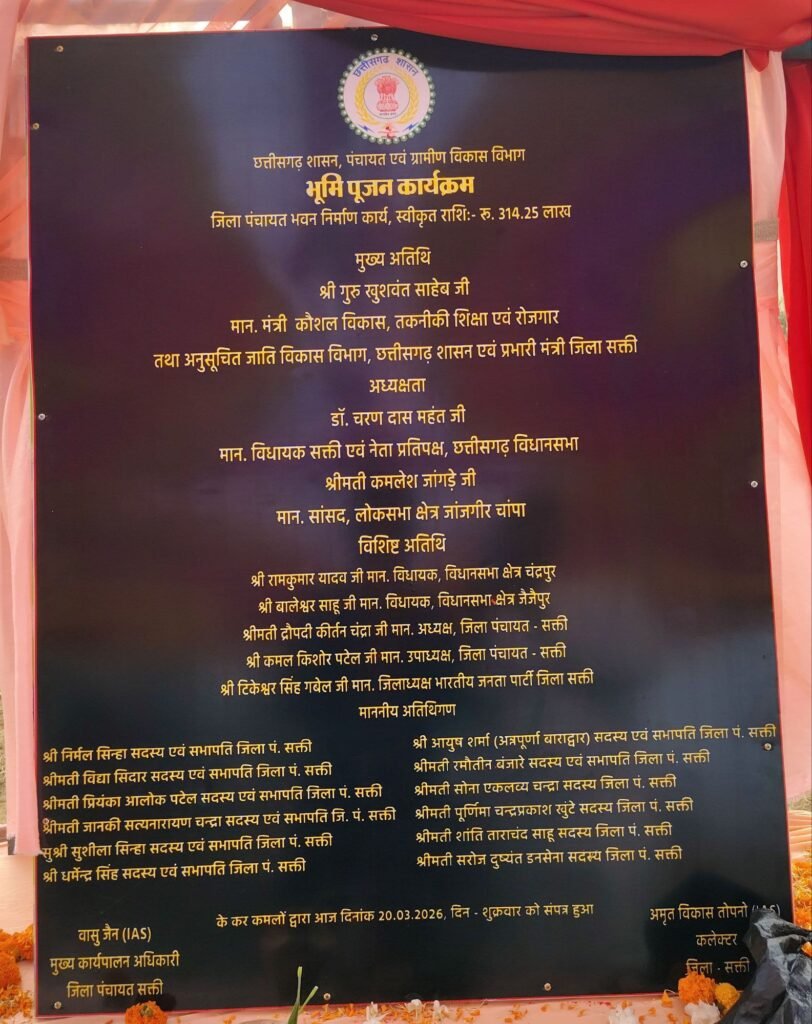 छत्तीसगढ़ शासन
छत्तीसगढ़ शासन, पंचायत एवं ग्रामीण विकास विभाग
भूमि पूजन कार्यक्रम
जिला पंचायत भवन निर्माण कार्य, स्वीकृत राशि:- रु. 314.25 लाख
मुख्य अतिथि
श्री गुरु खुशवंत साहेब जी
मान. मंत्री कौशल विकास, तकनीकी शिक्षा एवं रोजगार
तथा अनुसूचित जाति विकास विभाग, छत्तीसगढ़ शासन एवं प्रभारी मंत्री जिला सक्ती
अध्यक्षता
डॉ. चरण दास महंत जी
मान. विधायक सक्ती एवं नेता प्रतिपक्ष, छत्तीसगढ़ विधानसभा
श्रीमती कमलेश जांगड़े जी
मान. सांसद, लोकसभा क्षेत्र जांजगीर चांपा
विशिष्ट अतिथि
श्री रामकुमार यादव जी मान. विधायक, विधानसभा क्षेत्र चंद्रपुर
श्री बालेश्वर साहू जी मान. विधायक, विधानसभा क्षेत्र जैजैपुर
श्रीमती द्रौपदी कीर्तन चंद्रा जी मान. अध्यक्ष, जिला पंचायत - सक्ती
श्री कमल किशोर पटेल जी मान. उपाध्यक्ष, जिला पंचायत - सक्ती
श्री टिकेश्वर सिंह गबेल जी मान. जिलाध्यक्ष भारतीय जनता पार्टी जिला सक्ती
माननीय अतिथिगण
श्री निर्मल सिन्हा सदस्य एवं सभापति जिला पं. सक्ती
श्रीमती विद्या सिदार सदस्य एवं सभापति जिला पं. सक्ती
श्रीमती प्रियंका आलोक पटेल सदस्य एवं सभापति जिला पं. सक्ती
श्रीमती जानकी सत्यनारायण चन्द्रा सदस्य एवं सभापति जि. पं. सक्ती
सुश्री सुशीला सिन्हा सदस्य एवं सभापति जिला पं. सक्ती
श्री धर्मेन्द्र सिंह सदस्य एवं सभापति जिला पं. सक्ती
श्री आयुष शर्मा (अन्नपूर्णा बाराद्वार) सदस्य एवं सभापति जिला पं. सक्ती
श्रीमती रमौतीन बंजारे सदस्य एवं सभापति जिला पं. सक्ती
श्रीमती सोना एकलव्य चन्द्रा सदस्य जिला पं. सक्ती
श्रीमती पूर्णिमा चन्द्रप्रकाश खुंटे सदस्य जिला पं. सक्ती
श्रीमती शांति ताराचंद साहू सदस्य जिला पं. सक्ती
श्रीमती सरोज दुष्यंत डनसेना सदस्य जिला पं. सक्ती
के कर कमलों द्वारा आज दिनांक 20.03.2026, दिन - शुक्रवार को संपन्न हुआ
वासु जैन (IAS)
मुख्य कार्यपालन अधिकारी
जिला पंचायत सक्ती
अमृत विकास तोपनो (IAS)
कलेक्टर
जिला - सक्ती